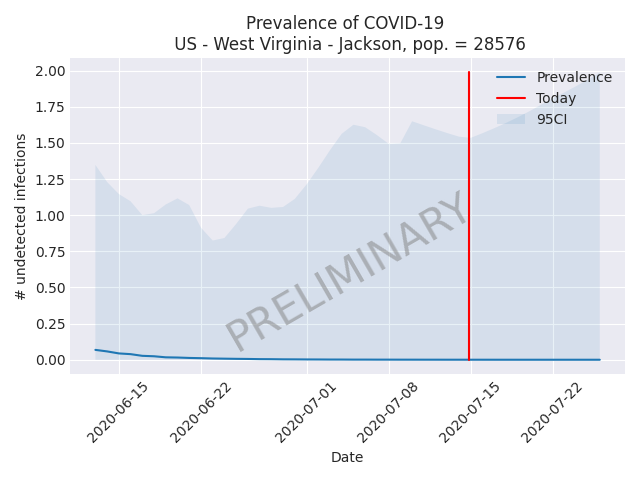 Prevalence of COVID-19
US - West Virginia - Jackson, pop. = 28576
2.00
1.75
1.50
1.25
1.00
0.75
0.50
0.25
0.00
# undetected infections
Prevalence
Today
95CI
PRELIMINARY
2020-06-15
2020-06-22
2020-07-01
2020-07-08
2020-07-15
2020-07-22
Date